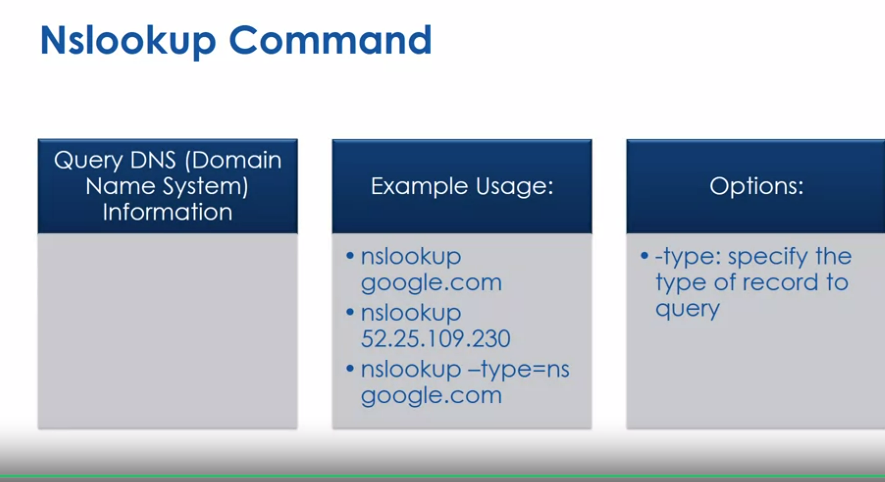 Nslookup Command
Query DNS (Domain
Name System)
Information
Example Usage:
• nslookup
google.com
• nslookup
52.25.109.230
• nslookup –type=ns
google.com
Options:
• -type: specify the
type of record to
query